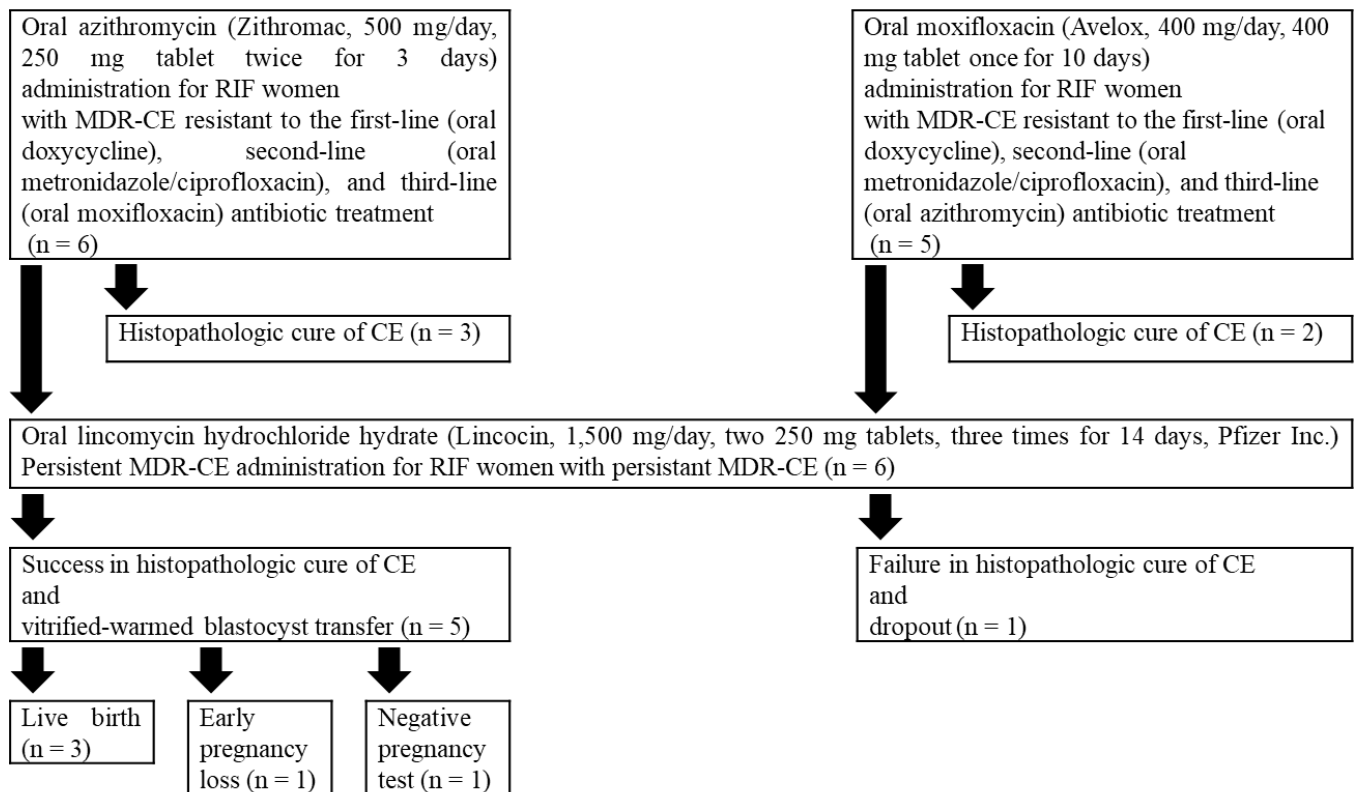 Oral azithromycin (Zithromac, 500 mg/day,
250 mg tablet twice for 3 days)
administration for RIF women
with MDR-CE resistant to the first-line (oral
doxycycline), second-line (oral
metronidazole/ciprofloxacin), and third-line
(oral moxifloxacin) antibiotic treatment
(n = 6)
Oral moxifloxacin (Avelox, 400 mg/day, 400
mg tablet once for 10 days)
administration for RIF women
with MDR-CE resistant to the first-line (oral
doxycycline), second-line (oral
metronidazole/ciprofloxacin), and third-line
(oral azithromycin) antibiotic treatment
(n = 5)
Histopathologic cure of CE (n = 3)
Histopathologic cure of CE (n = 2)
Oral lincomycin hydrochloride hydrate (Lincocin, 1,500 mg/day, two 250 mg tablets, three times for 14 days, Pfizer Inc.)
Persistent MDR-CE administration for RIF women with persistant MDR-CE (n = 6)
Success in histopathologic cure of CE
and
vitrified-warmed blastocyst transfer (n = 5)
Failure in histopathologic cure of CE
and
dropout (n = 1)
Live birth
(n = 3)
Early
pregnancy
loss (n = 1)
Negative
pregnancy
test (n = 1)